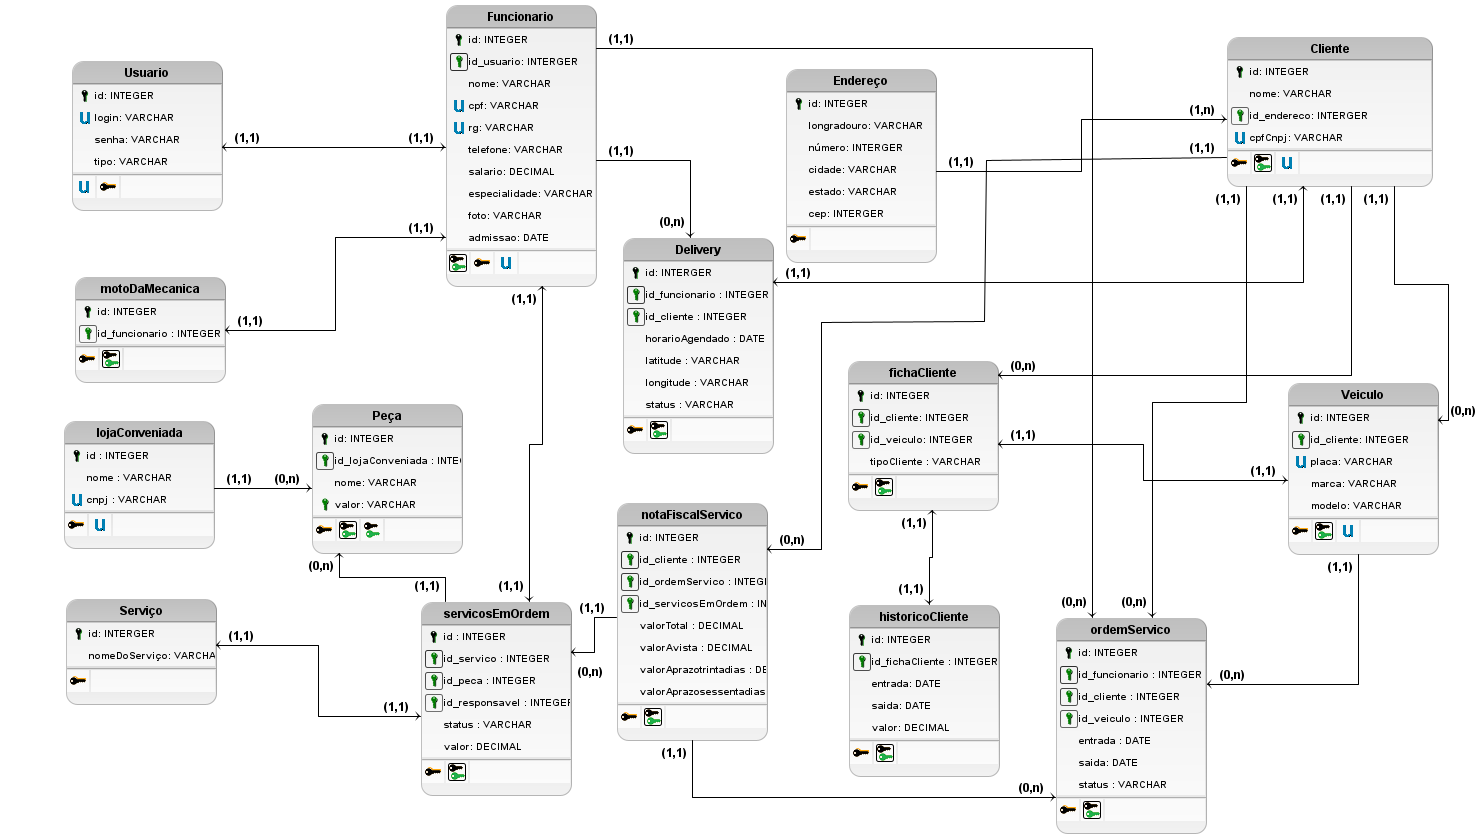 Usuario
id: INTEGER
login: VARCHAR
senha: VARCHAR
tipo: VARCHAR
(1,1)
(1,1)
Funcionario
id: INTEGER
id_usuario: INTERGER
nome: VARCHAR
cpf: VARCHAR
rg: VARCHAR
telefone: VARCHAR
salario: DECIMAL
especialidade: VARCHAR
foto: VARCHAR
admissao: DATE
(1,1)
(1,1)
(1,1)
(1,1)
Endereço
id: INTEGER
longradouro: VARCHAR
número: INTERGER
cidade: VARCHAR
estado: VARCHAR
cep: INTERGER
(1,1)
(1,n)
(1,1)
Cliente
id: INTEGER
nome: VARCHAR
id_endereco: INTERGER
cpfCnpj: VARCHAR
(1,1)
(1,1)
(1,1)
(1,1)
(0,n)
Delivery
id: INTERGER
id_funcionario : INTEGER
id_cliente : INTEGER
horarioAgendado : DATE
latitude : VARCHAR
longitude : VARCHAR
status : VARCHAR
(1,1)
motoDaMecanica
id: INTEGER
id_funcionario : INTEGER
(1,1)
lojaConveniada
id : INTEGER
nome : VARCHAR
cnpj : VARCHAR
(1,1)
(0,n)
Peça
id: INTEGER
id_lojaConveniada : INTE
nome: VARCHAR
valor: VARCHAR
(0,n)
(1,1)
(1,1)
fichaCliente
id: INTEGER
id_cliente: INTEGER
id_veiculo: INTEGER
tipoCliente : VARCHAR
(0,n)
(1,1)
(1,1)
(1,1)
Veiculo
id: INTEGER
id_cliente: INTEGER
placa: VARCHAR
marca: VARCHAR
modelo: VARCHAR
(0,n)
(1,1)
notaFiscalServico
id: INTEGER
id_cliente : INTEGER
id_ordemServico : INTEG
id_servicosEmOrdem : IN
valorTotal : DECIMAL
valorAvista : DECIMAL
valorAprazotrintadias : DE
valorAprazosessentadias
(0,n)
(1,1)
(0,n)
(1,1)
(0,n)
Serviço
id: INTERGER
nomeDoServiço: VARCHA
(1,1)
(1,1)
servicosEmOrdem
id : INTEGER
id_servico : INTEGER
id_peca : INTEGER
id_responsavel : INTEGER
status : VARCHAR
valor: DECIMAL
historicoCliente
id: INTEGER
id_fichaCliente : INTEGER
entrada: DATE
saida: DATE
valor: DECIMAL
(1,1)
(0,n)
(0,n)
ordemServico
id: INTEGER
id_funcionario : INTEGER
id_cliente : INTEGER
id_veiculo : INTEGER
entrada : DATE
saida: DATE
status : VARCHAR
(0,n)